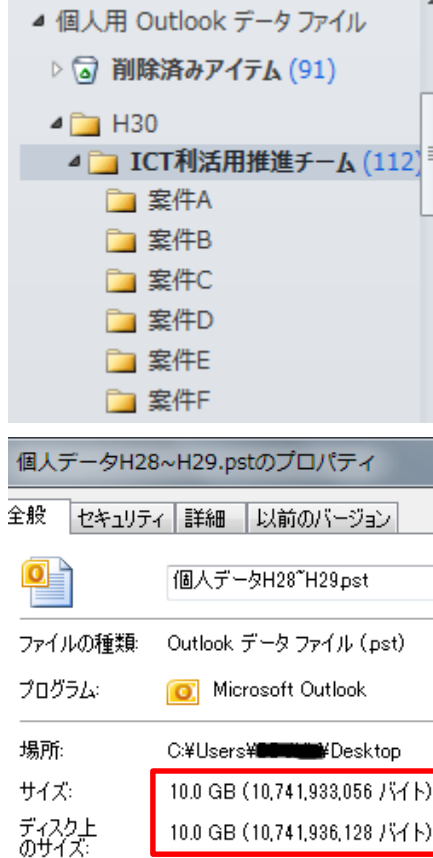 個人用 Outlook データ ファイル
削除済みアイテム (91)
H30
ICT利活用推進チーム (112)
案件A
案件B
案件C
案件D
案件E
案件F
個人データH28~H29.pstのプロパティ
全般 セキュリティ 詳細 以前のバージョン
個人データH28~H29.pst
ファイルの種類: Outlook データ ファイル (.pst)
プログラム: Microsoft Outlook
場所: C:¥Users¥ ¥Desktop
サイズ: 10.0 GB (10,741,933,056 バイト)
ディスク上
のサイズ: 10.0 GB (10,741,936,128 バイト)